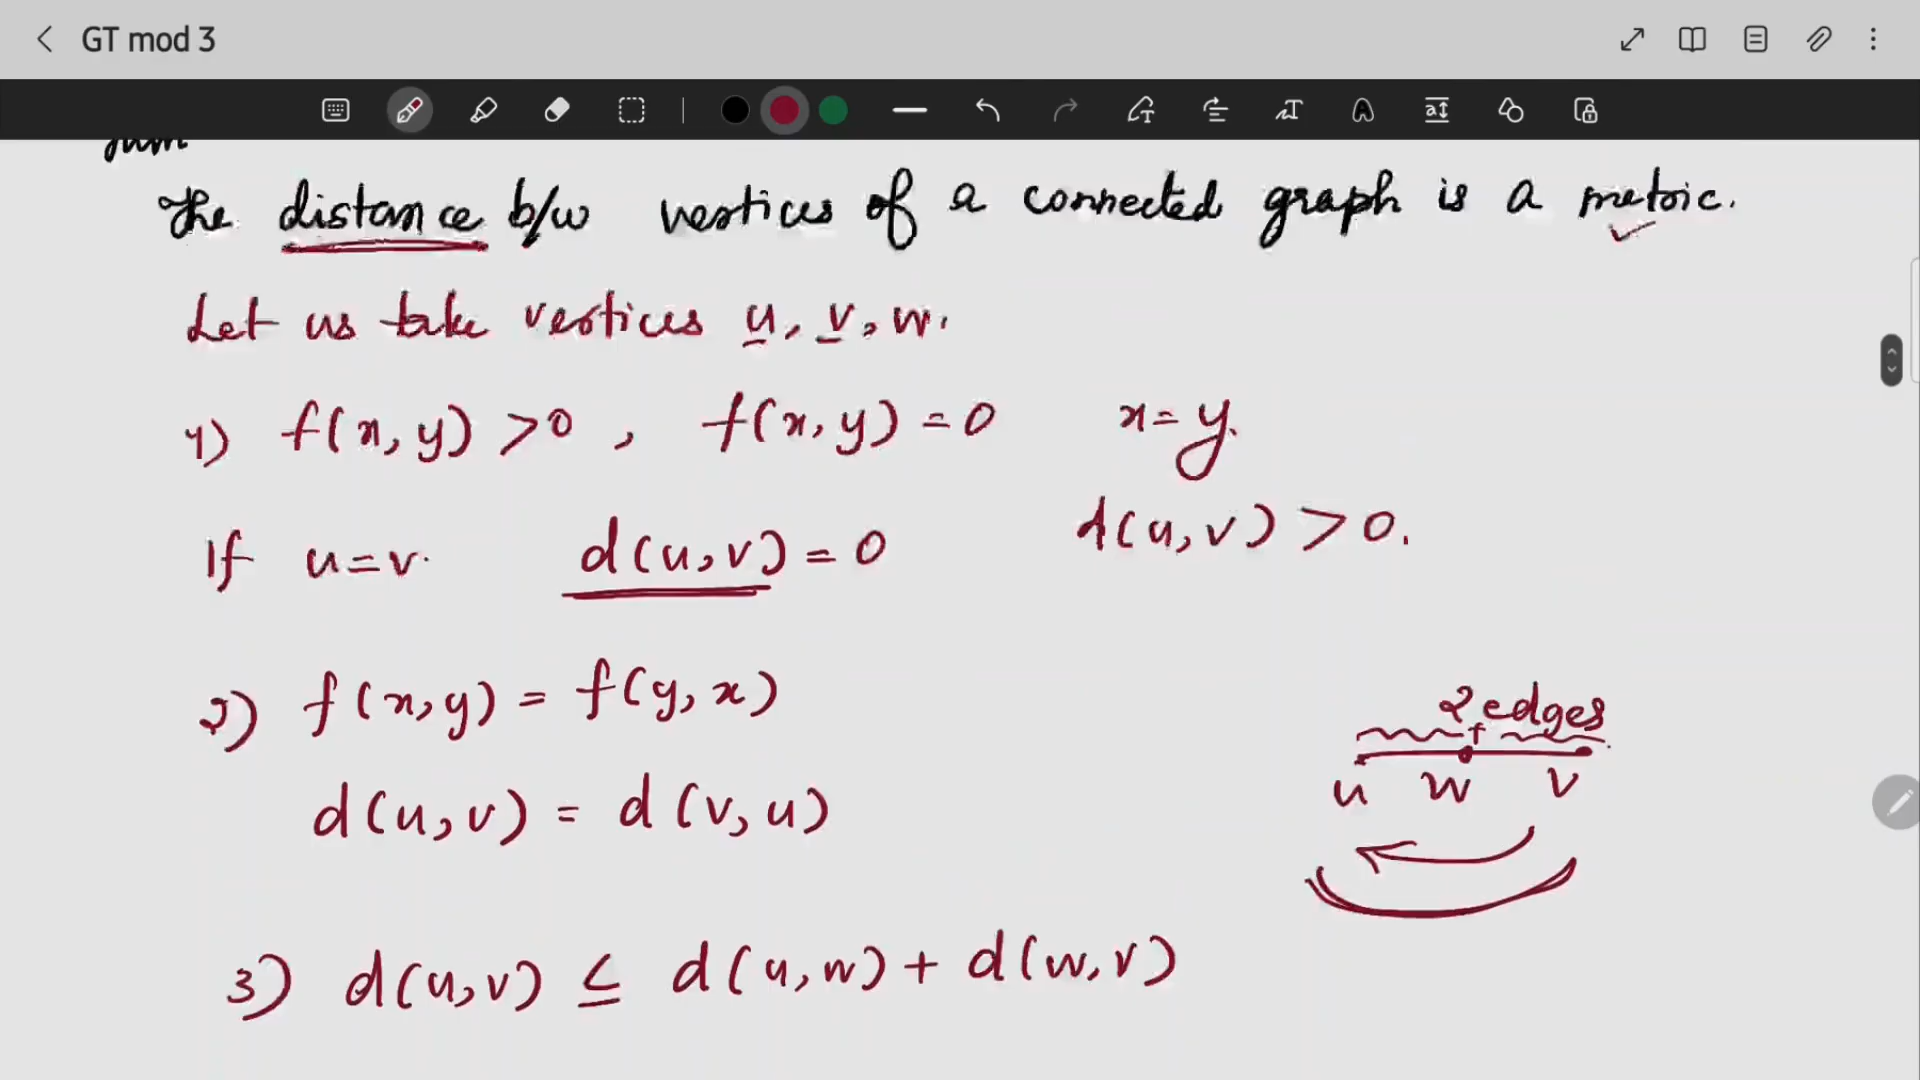 GT mod 3
The distance b/w vertices of a connected graph is a metric.
Let us take vertices u, v, w.
1) f(x, y) > 0 , f(x, y) = 0 x = y.
If u = v. d(u, v) = 0 d(u, v) > 0.
2) f(x, y) = f(y, x)
2 edges
u w v
d(u, v) = d(v, u)
3) d(u, v) ≤ d(u, w) + d(w, v)